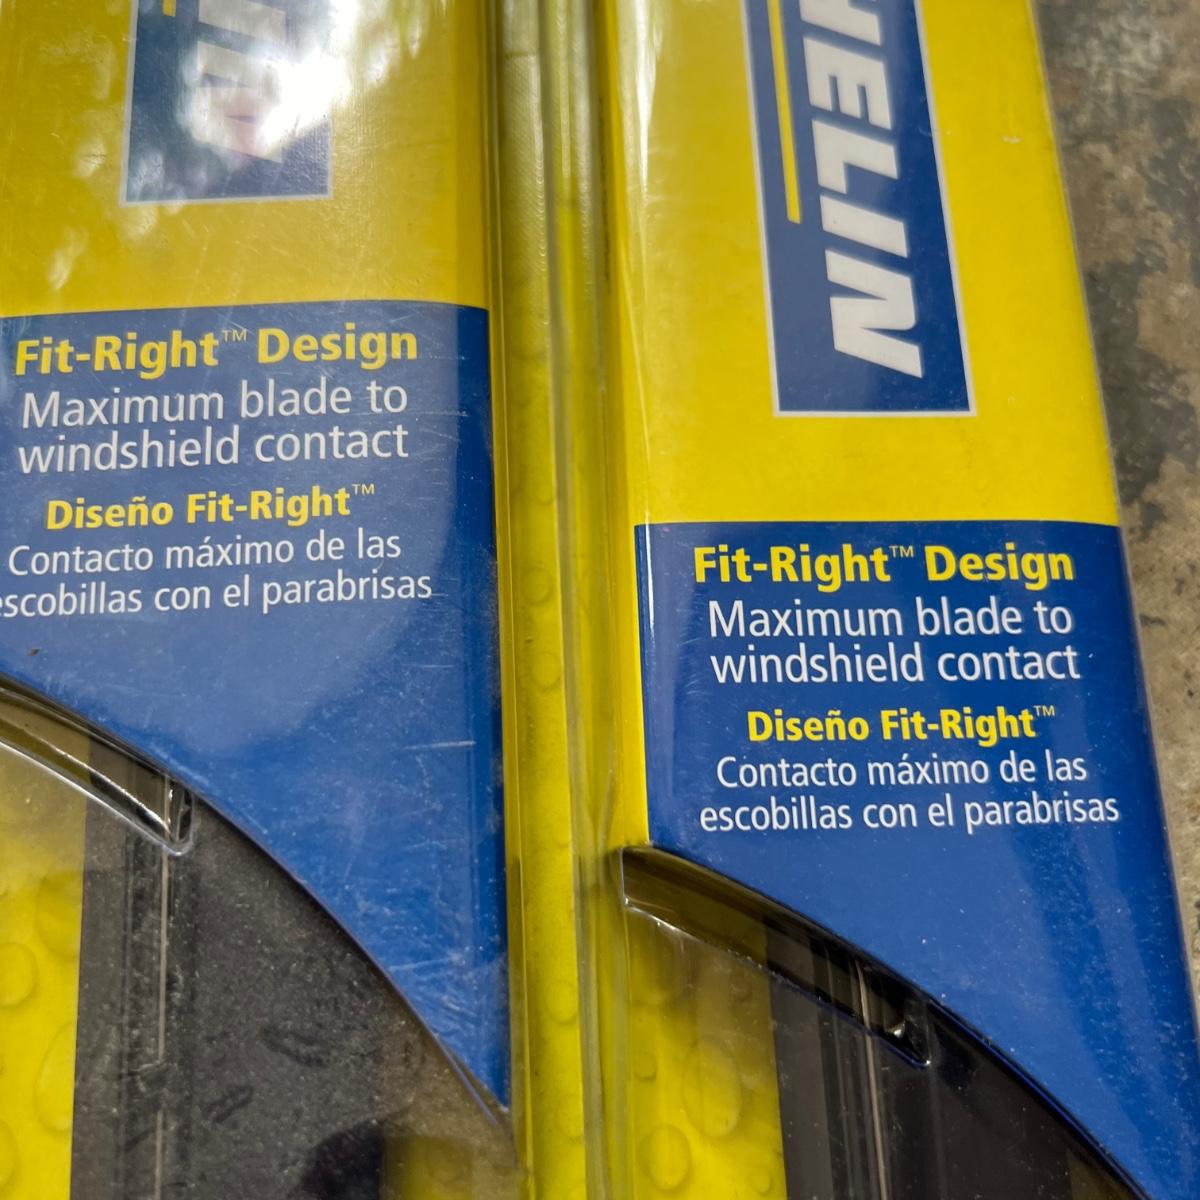 Fit-Right™ Design
Maximum blade to
windshield contact
Diseño Fit-Right™
Contacto máximo de las
escobillas con el parabrisas
HELIN
Fit-Right™ Design
Maximum blade to
windshield contact
Diseño Fit-Right™
Contacto máximo de las
escobillas con el parabrisas